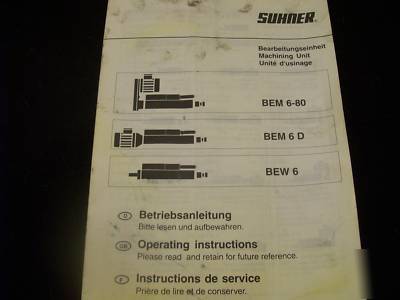 SUHNER
Bearbeitungseinheit
Machining Unit
Unité d'usinage
BEM 6-80
BEM 6 D
BEW 6
D Betriebsanleitung
Bitte lesen und aufbewahren.
GB Operating instructions
Please read and retain for future reference.
F Instructions de service
Prière de lire et de conserver.